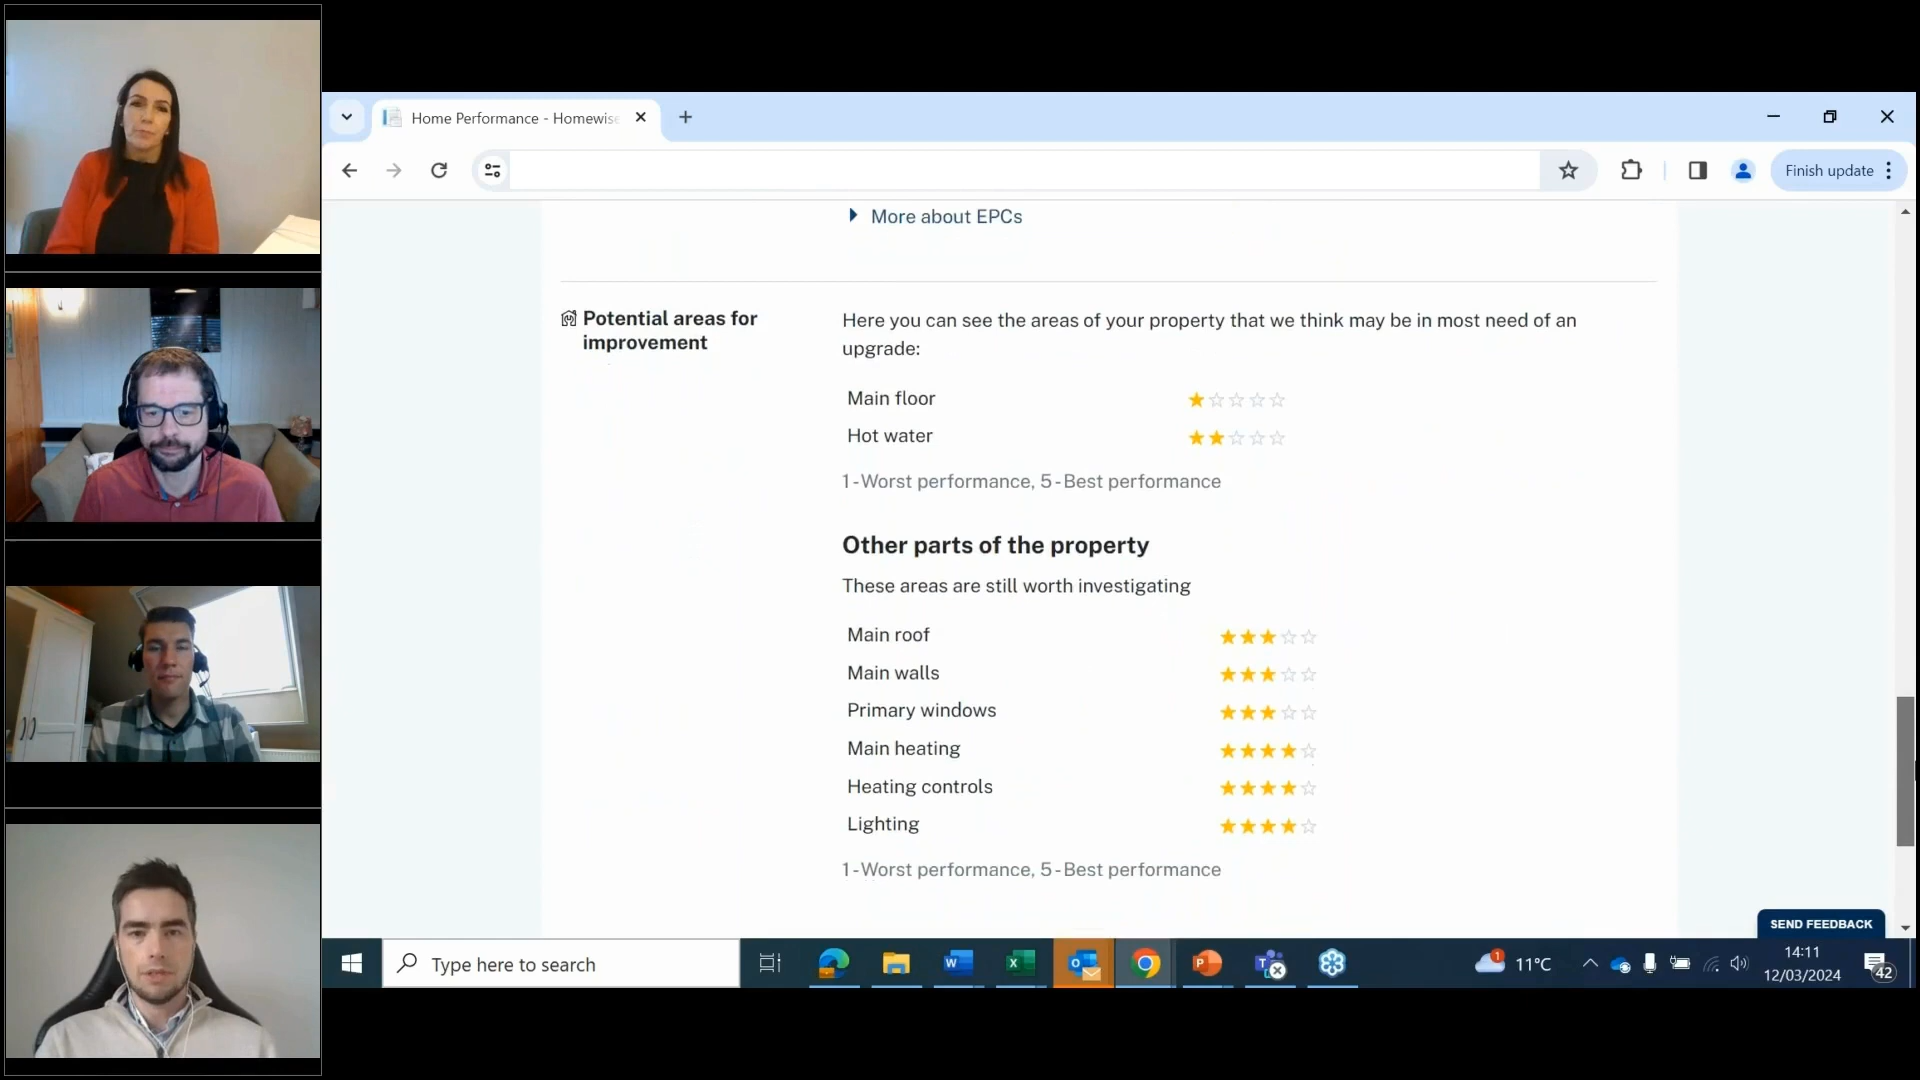 Home Performance - Homewise
Finish update
More about EPCs
Potential areas for
improvement
Here you can see the areas of your property that we think may be in most need of an
upgrade:
Main floor
Hot water
1 - Worst performance, 5 - Best performance
Other parts of the property
These areas are still worth investigating
Main roof
Main walls
Primary windows
Main heating
Heating controls
Lighting
1 - Worst performance, 5 - Best performance
SEND FEEDBACK
Type here to search
1
11°C
14:11
12/03/2024
42